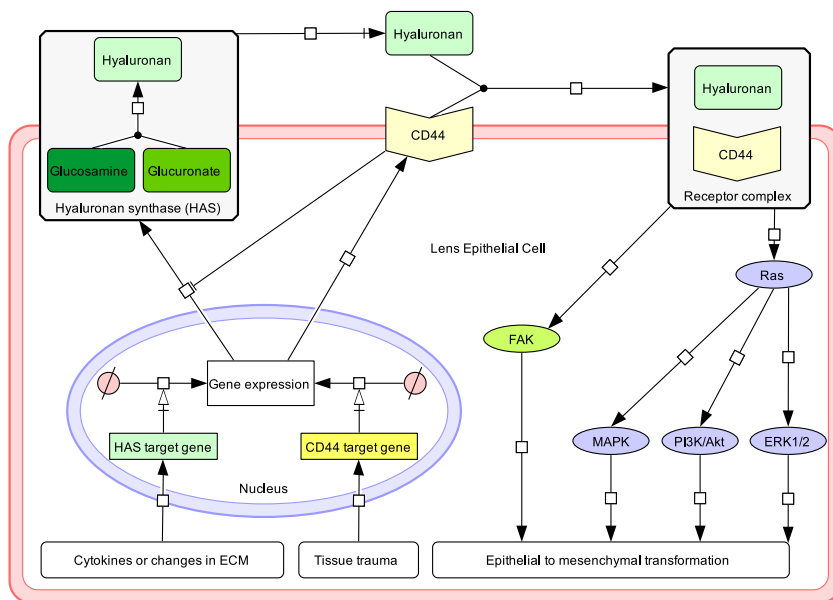 Hyaluronan
Hyaluronan
Hyaluronan
CD44
CD44
Glucosamine
Glucuronate
Receptor complex
Hyaluronan synthase (HAS)
Lens Epithelial Cell
Ras
FAK
Gene expression
HAS target gene
CD44 target gene
MAPK
PI3K/Akt
ERK1/2
Nucleus
Cytokines or changes in ECM
Tissue trauma
Epithelial to mesenchymal transformation